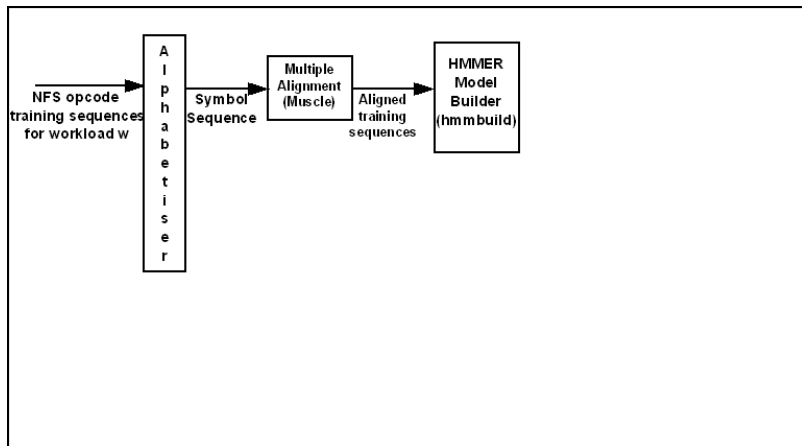 NFS opcode
training sequences
for workload w
A
l
p
h
a
b
e
t
i
s
e
r
Symbol
Sequence
Multiple
Alignment
(Muscle)
Aligned
training
sequences
HMMER
Model
Builder
(hmmbuild)